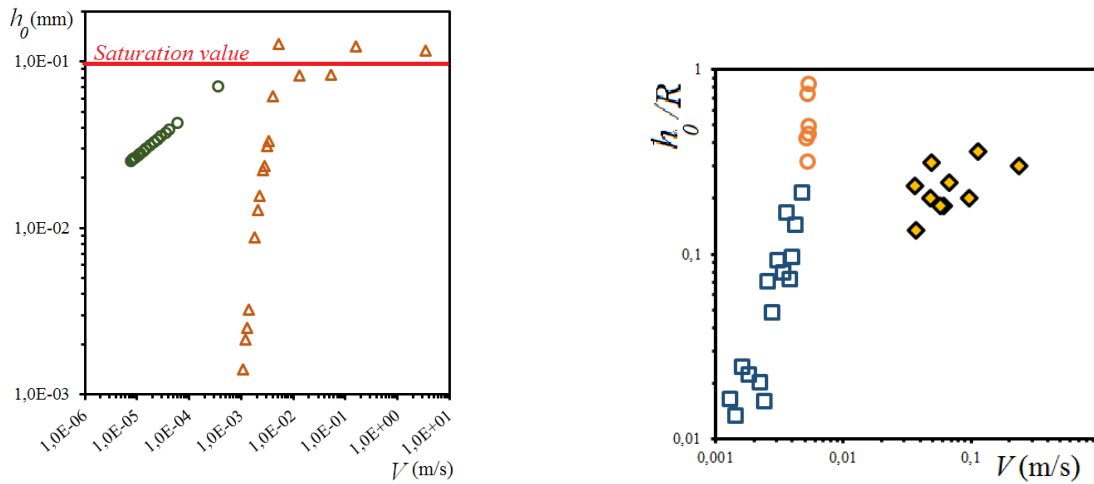 h₀ (mm)
1,0E-01
1,0E-02
1,0E-03
Saturation value
1,0E-06
1,0E-05
1,0E-04
1,0E-03
1,0E-02
1,0E-01
1,0E+00
1,0E+01
V (m/s)
h₀/R
1
0,1
0,01
0,001
0,01
0,1
V (m/s)